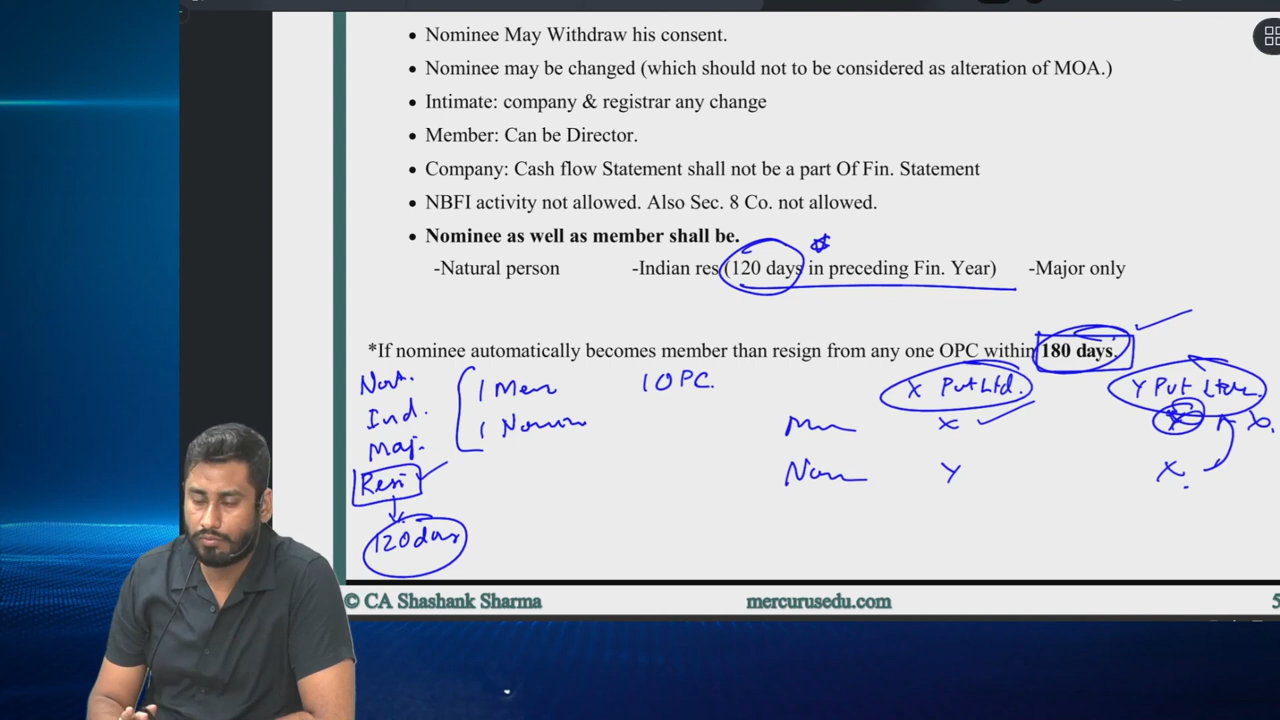 • Nominee May Withdraw his consent.
• Nominee may be changed (which should not to be considered as alteration of MOA.)
• Intimate: company & registrar any change
• Member: Can be Director.
• Company: Cash flow Statement shall not be a part Of Fin. Statement
• NBFI activity not allowed. Also Sec. 8 Co. not allowed.
• Nominee as well as member shall be.
-Natural person -Indian res (120 days in preceding Fin. Year) -Major only
*If nominee automatically becomes member than resign from any one OPC within 180 days.
Nat. 1 Mem 1 OPC. X Pvt Ltd. Y Pvt
Ind. 1 Nomin X X.
Maj. Nom Y X
Resi
120 days
© CA Shashank Sharma mercurusedu.com 5